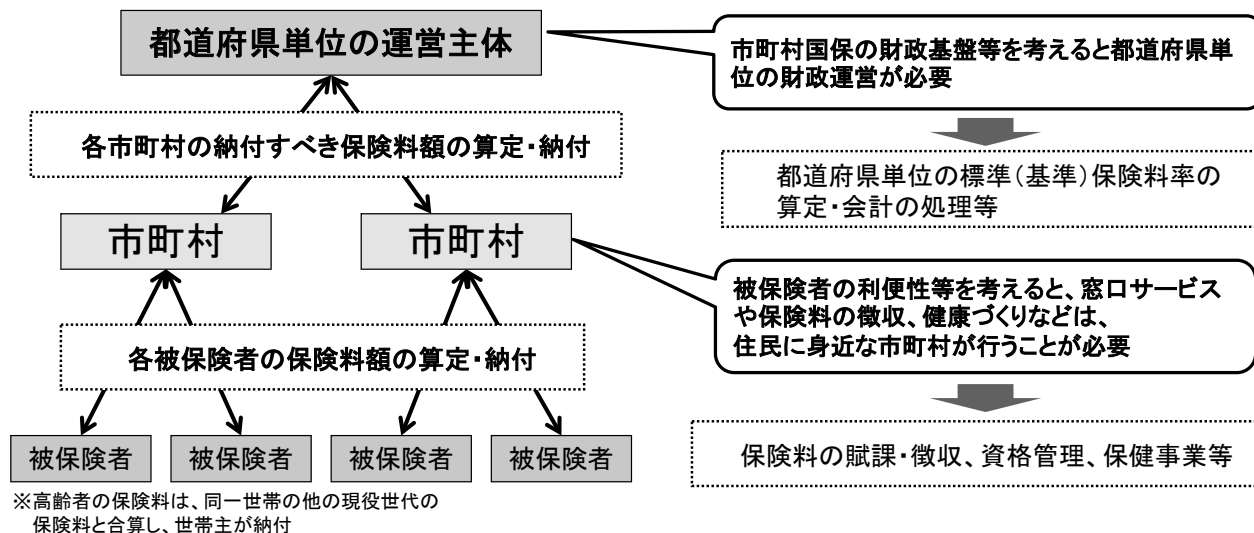 都道府県単位の運営主体
市町村国保の財政基盤等を考えると都道府県単
位の財政運営が必要
各市町村の納付すべき保険料額の算定・納付
都道府県単位の標準（基準）保険料率の
算定・会計の処理等
市町村
市町村
被保険者の利便性等を考えると、窓口サービス
や保険料の徴収、健康づくりなどは、
住民に身近な市町村が行うことが必要
各被保険者の保険料額の算定・納付
保険料の賦課・徴収、資格管理、保健事業等
被保険者
被保険者
被保険者
被保険者
※高齢者の保険料は、同一世帯の他の現役世代の
保険料と合算し、世帯主が納付